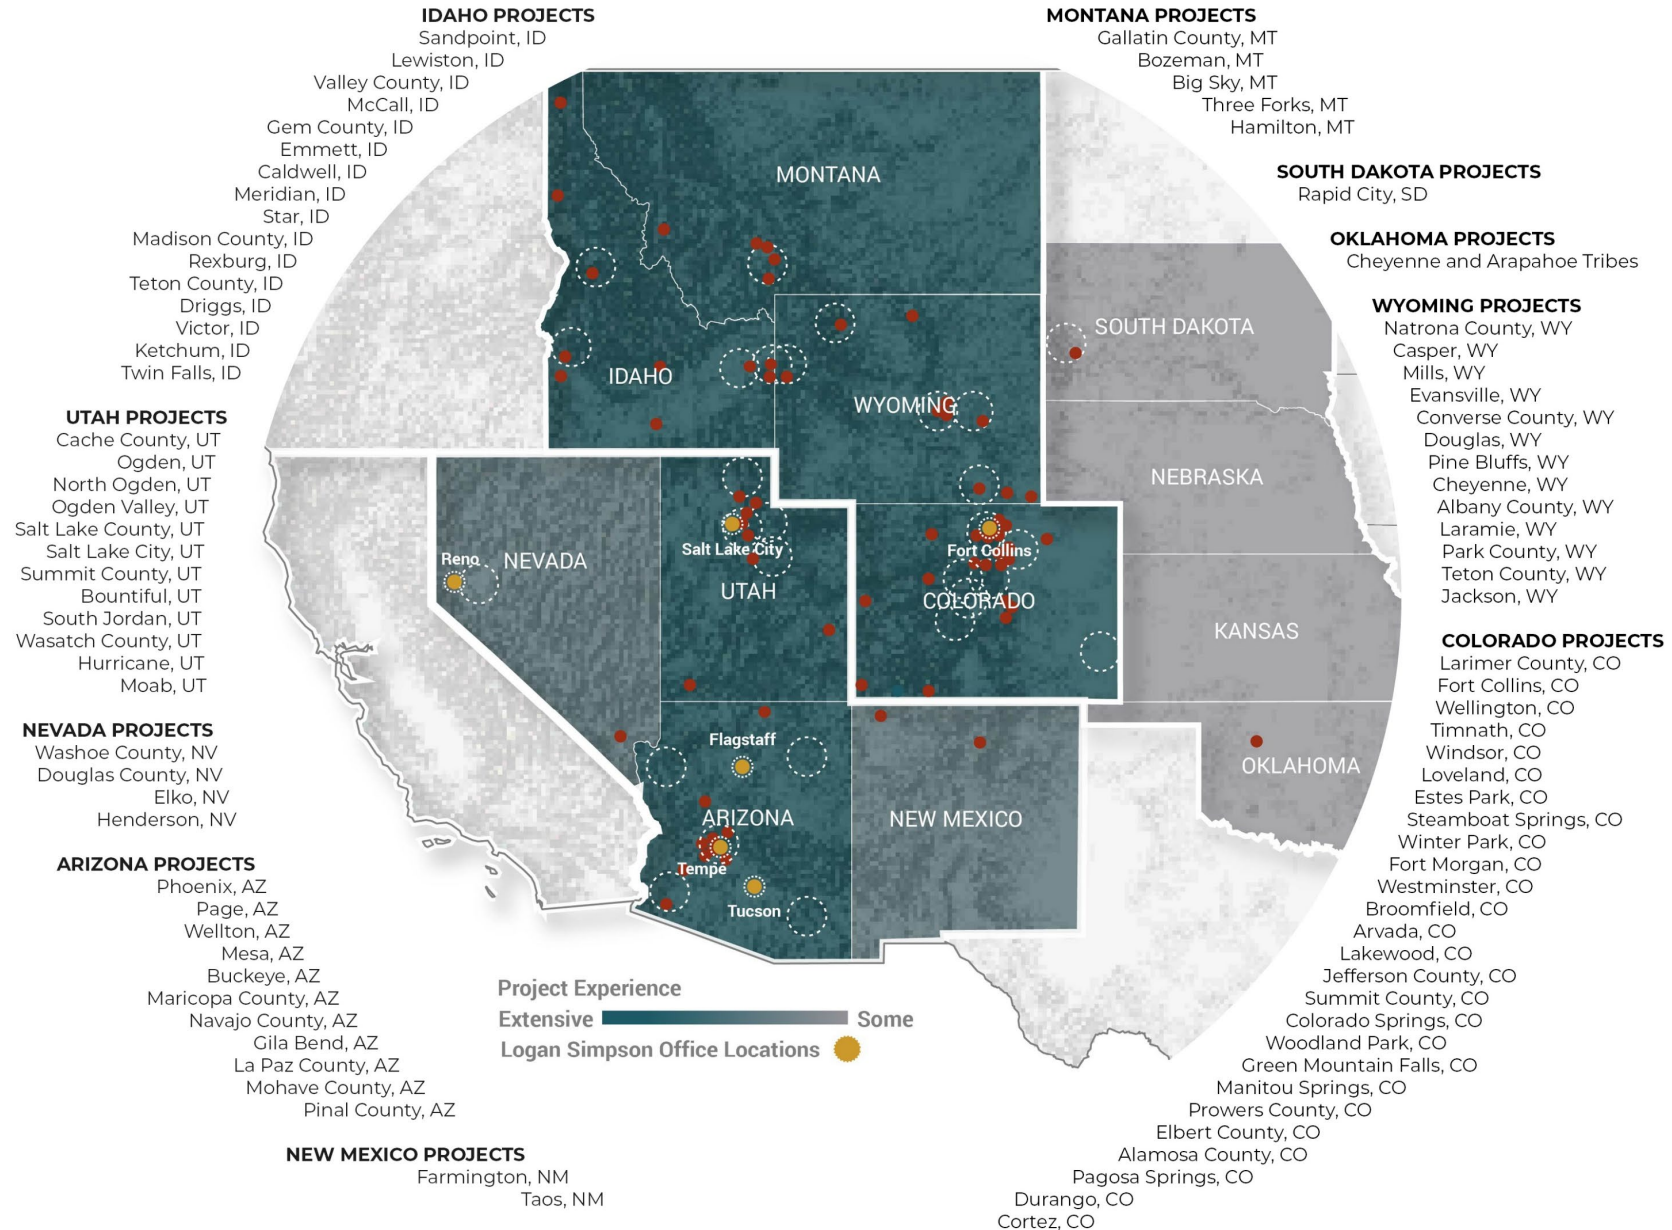 IDAHO PROJECTS
Sandpoint, ID
Lewiston, ID
Valley County, ID
McCall, ID
Gem County, ID
Emmett, ID
Caldwell, ID
Meridian, ID
Star, ID
Madison County, ID
Rexburg, ID
Teton County, ID
Driggs, ID
Victor, ID
Ketchum, ID
Twin Falls, ID
UTAH PROJECTS
Cache County, UT
Ogden, UT
North Ogden, UT
Ogden Valley, UT
Salt Lake County, UT
Salt Lake City, UT
Summit County, UT
Bountiful, UT
South Jordan, UT
Wasatch County, UT
Hurricane, UT
Moab, UT
NEVADA PROJECTS
Washoe County, NV
Douglas County, NV
Elko, NV
Henderson, NV
ARIZONA PROJECTS
Phoenix, AZ
Page, AZ
Wellton, AZ
Mesa, AZ
Buckeye, AZ
Maricopa County, AZ
Navajo County, AZ
Gila Bend, AZ
La Paz County, AZ
Mohave County, AZ
Pinal County, AZ
NEW MEXICO PROJECTS
Farmington, NM
Taos, NM
MONTANA
SOUTH DAKOTA
IDAHO
WYOMING
NEBRASKA
Salt Lake City
Fort Collins
Reno
NEVADA
UTAH
COLORADO
KANSAS
Flagstaff
OKLAHOMA
ARIZONA
NEW MEXICO
Tempe
Tucson
Project Experience
Extensive Some
Logan Simpson Office Locations
MONTANA PROJECTS
Gallatin County, MT
Bozeman, MT
Big Sky, MT
Three Forks, MT
Hamilton, MT
SOUTH DAKOTA PROJECTS
Rapid City, SD
OKLAHOMA PROJECTS
Cheyenne and Arapahoe Tribes
WYOMING PROJECTS
Natrona County, WY
Casper, WY
Mills, WY
Evansville, WY
Converse County, WY
Douglas, WY
Pine Bluffs, WY
Cheyenne, WY
Albany County, WY
Laramie, WY
Park County, WY
Teton County, WY
Jackson, WY
COLORADO PROJECTS
Larimer County, CO
Fort Collins, CO
Wellington, CO
Timnath, CO
Windsor, CO
Loveland, CO
Estes Park, CO
Steamboat Springs, CO
Winter Park, CO
Fort Morgan, CO
Westminster, CO
Broomfield, CO
Arvada, CO
Lakewood, CO
Jefferson County, CO
Summit County, CO
Colorado Springs, CO
Woodland Park, CO
Green Mountain Falls, CO
Manitou Springs, CO
Prowers County, CO
Elbert County, CO
Alamosa County, CO
Pagosa Springs, CO
Durango, CO
Cortez, CO